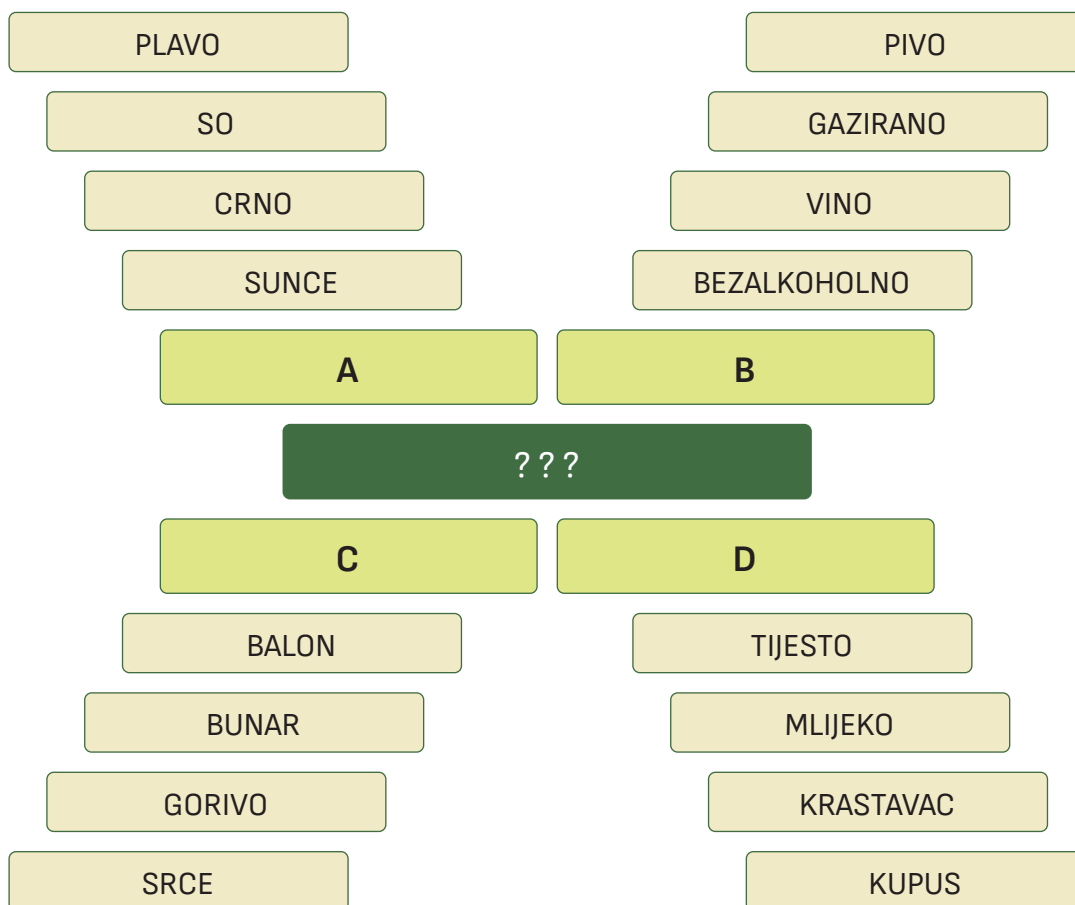 PLAVO
PIVO
SO
GAZIRANO
CRNO
VINO
SUNCE
BEZALKOHOLNO
A
B
? ? ?
C
D
BALON
TIJESTO
BUNAR
MLIJEKO
GORIVO
KRASTAVAC
SRCE
KUPUS